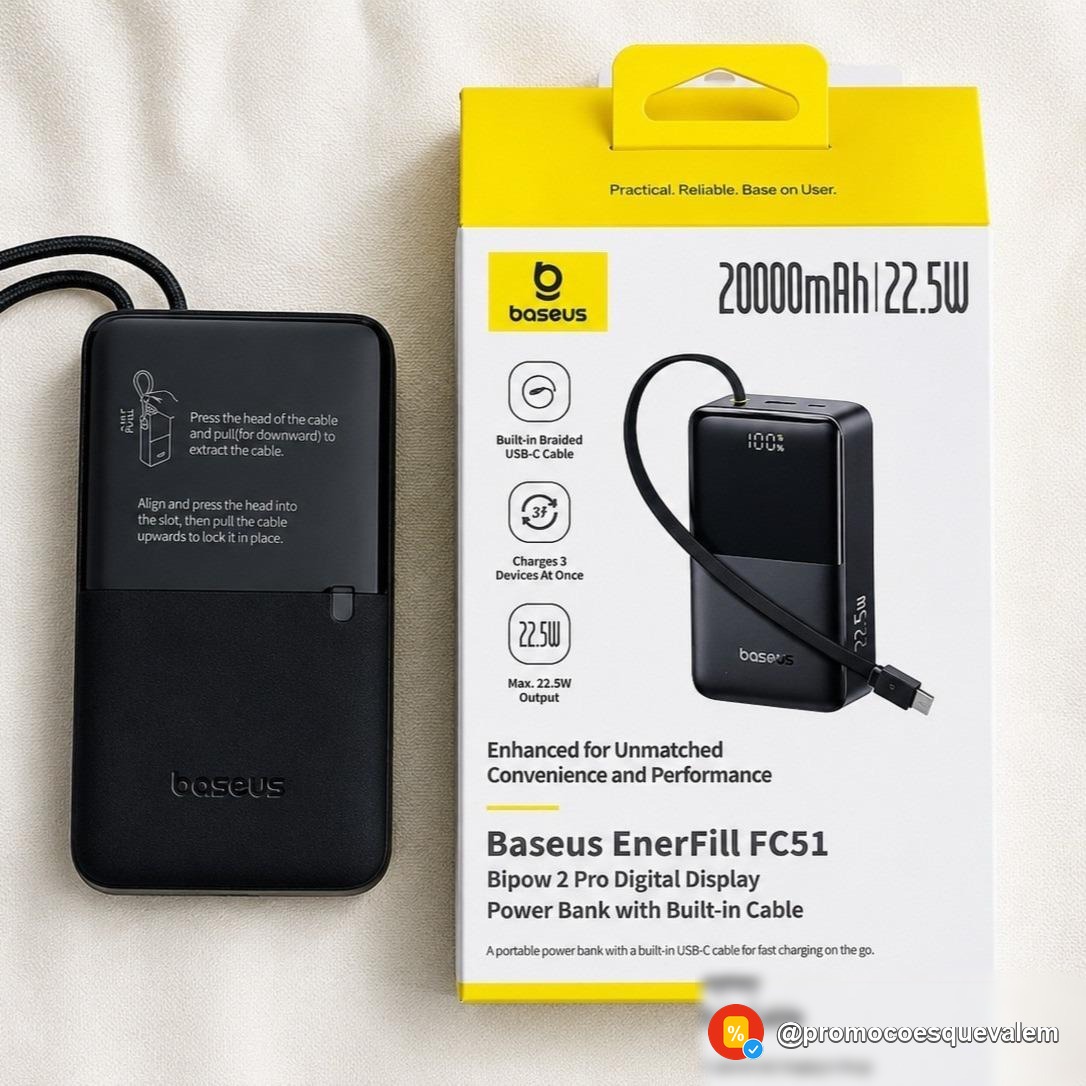 Press the head of the cable
and pull(for downward) to
extract the cable.
Align and press the head into
the slot, then pull the cable
upwards to lock it in place.
baseus
Practical. Reliable. Base on User.
baseus
20000mAh|22.5W
Built-in Braided
USB-C Cable
Charges 3
Devices At Once
22.5W
Max. 22.5W
Output
100%
22.5W
baseus
Enhanced for Unmatched
Convenience and Performance
Baseus EnerFill FC51
Bipow 2 Pro Digital Display
Power Bank with Built-in Cable
A portable power bank with a built-in USB-C cable for fast charging on the go.
@promocoesquevalem